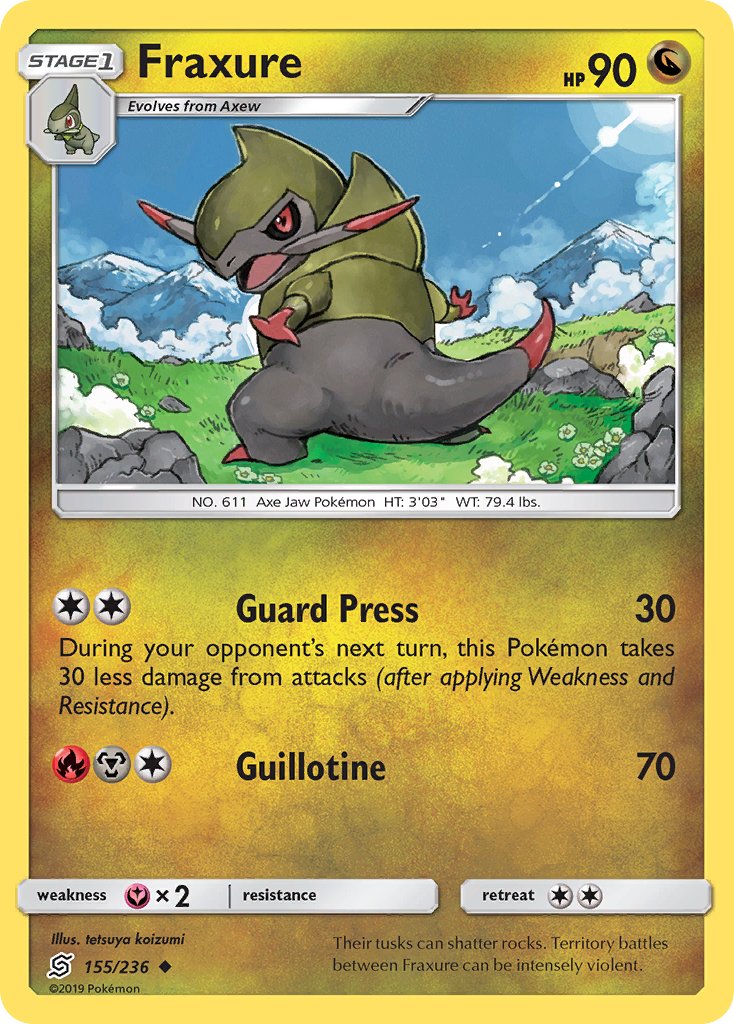 STAGE1
Fraxure
HP90
Evolves from Axew
NO. 611 Axe Jaw Pokémon HT: 3'03" WT: 79.4 lbs.
Guard Press 30
During your opponent's next turn, this Pokémon takes
30 less damage from attacks (after applying Weakness and
Resistance).
Guillotine 70
weakness ×2 resistance
retreat
Illus. tetsuya koizumi
155/236
©2019 Pokémon
Their tusks can shatter rocks. Territory battles
between Fraxure can be intensely violent.